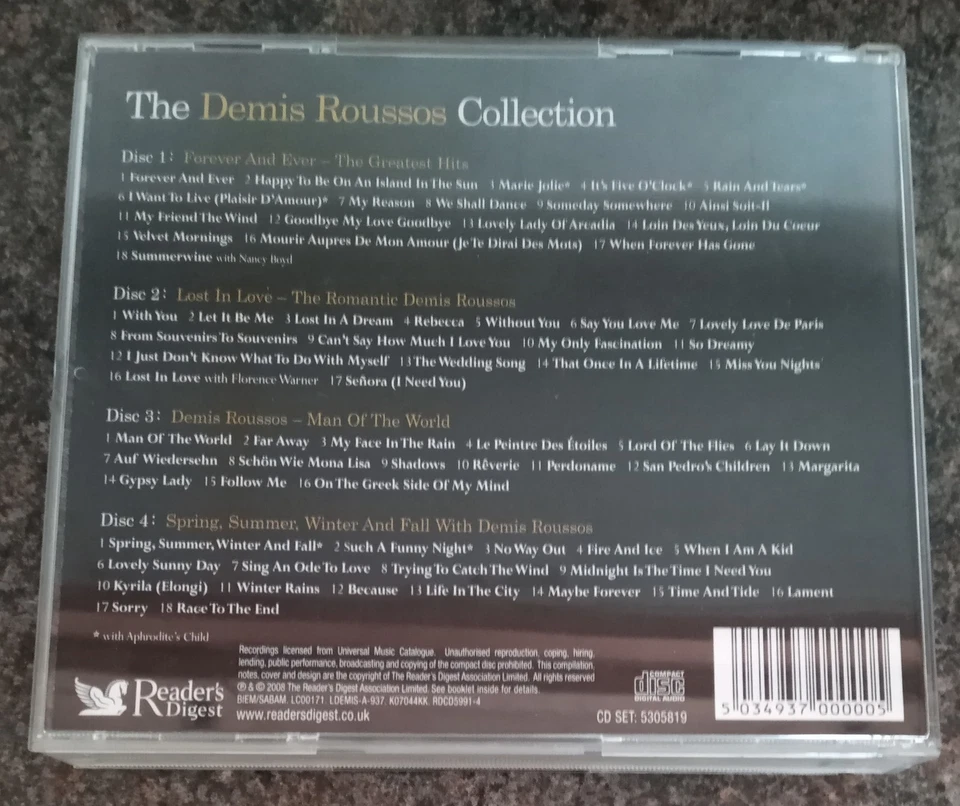 The Demis Roussos Collection
Disc 1: Forever And Ever – The Greatest Hits
1 Forever And Ever 2 Happy To Be On An Island In The Sun 3 Marie Jolie* 4 It's Five O'Clock* 5 Rain And Tears*
6 I Want To Live (Plaisir D'Amour)* 7 My Reason 8 We Shall Dance 9 Someday Somewhere 10 Ainsi Soit-Il
11 My Friend The Wind 12 Goodbye My Love Goodbye 13 Lovely Lady Of Arcadia 14 Loin Des Yeux, Loin Du Coeur
15 Velvet Mornings 16 Mourir Aupres De Mon Amour (Je Te Dirai Des Mots) 17 When Forever Has Gone
18 Summerwine with Nancy Boyd
Disc 2: Lost In Love – The Romantic Demis Roussos
1 With You 2 Let It Be Me 3 Lost In A Dream 4 Rebecca 5 Without You 6 Say You Love Me 7 Lovely Love De Paris
8 From Souvenirs To Souvenirs 9 Can't Say How Much I Love You 10 My Only Fascination 11 So Dreamy
12 I Just Don't Know What To Do With Myself 13 The Wedding Song 14 That Once In A Lifetime 15 Miss You Nights
16 Lost In Love with Florence Warner 17 Señora (I Need You)
Disc 3: Demis Roussos – Man Of The World
1 Man Of The World 2 Far Away 3 My Face In The Rain 4 Le Peintre Des Étoiles 5 Lord Of The Flies 6 Lay It Down
7 Auf Wiedersehn 8 Schön Wie Mona Lisa 9 Shadows 10 Rêverie 11 Perdoname 12 San Pedro's Children 13 Margarita
14 Gypsy Lady 15 Follow Me 16 On The Greek Side Of My Mind
Disc 4: Spring, Summer, Winter And Fall With Demis Roussos
1 Spring, Summer, Winter And Fall* 2 Such A Funny Night* 3 No Way Out 4 Fire And Ice 5 When I Am A Kid
6 Lovely Sunny Day 7 Sing An Ode To Love 8 Trying To Catch The Wind 9 Midnight Is The Time I Need You
10 Kyrila (Elongi) 11 Winter Rains 12 Because 13 Life In The City 14 Maybe Forever 15 Time And Tide 16 Lament
17 Sorry 18 Race To The End
* with Aphrodite's Child
Recordings licensed from Universal Music Catalogue. Unauthorised reproduction, coping, hiring,
lending, public performance, broadcasting and copying of the compact disc prohibited. This compilation,
notes, cover and design are the copyright of The Reader's Digest Association Limited. All rights reserved
℗ & © 2008 The Reader's Digest Association Limited. See booklet inside for details.
BIEM/SABAM. LC00171 LDEMIS-A-937. K07044KK. RDCD5991-4
www.readersdigest.co.uk
Reader's
Digest
COMPACT
disc
DIGITAL AUDIO
CD SET: 5305819
5 034937 000005